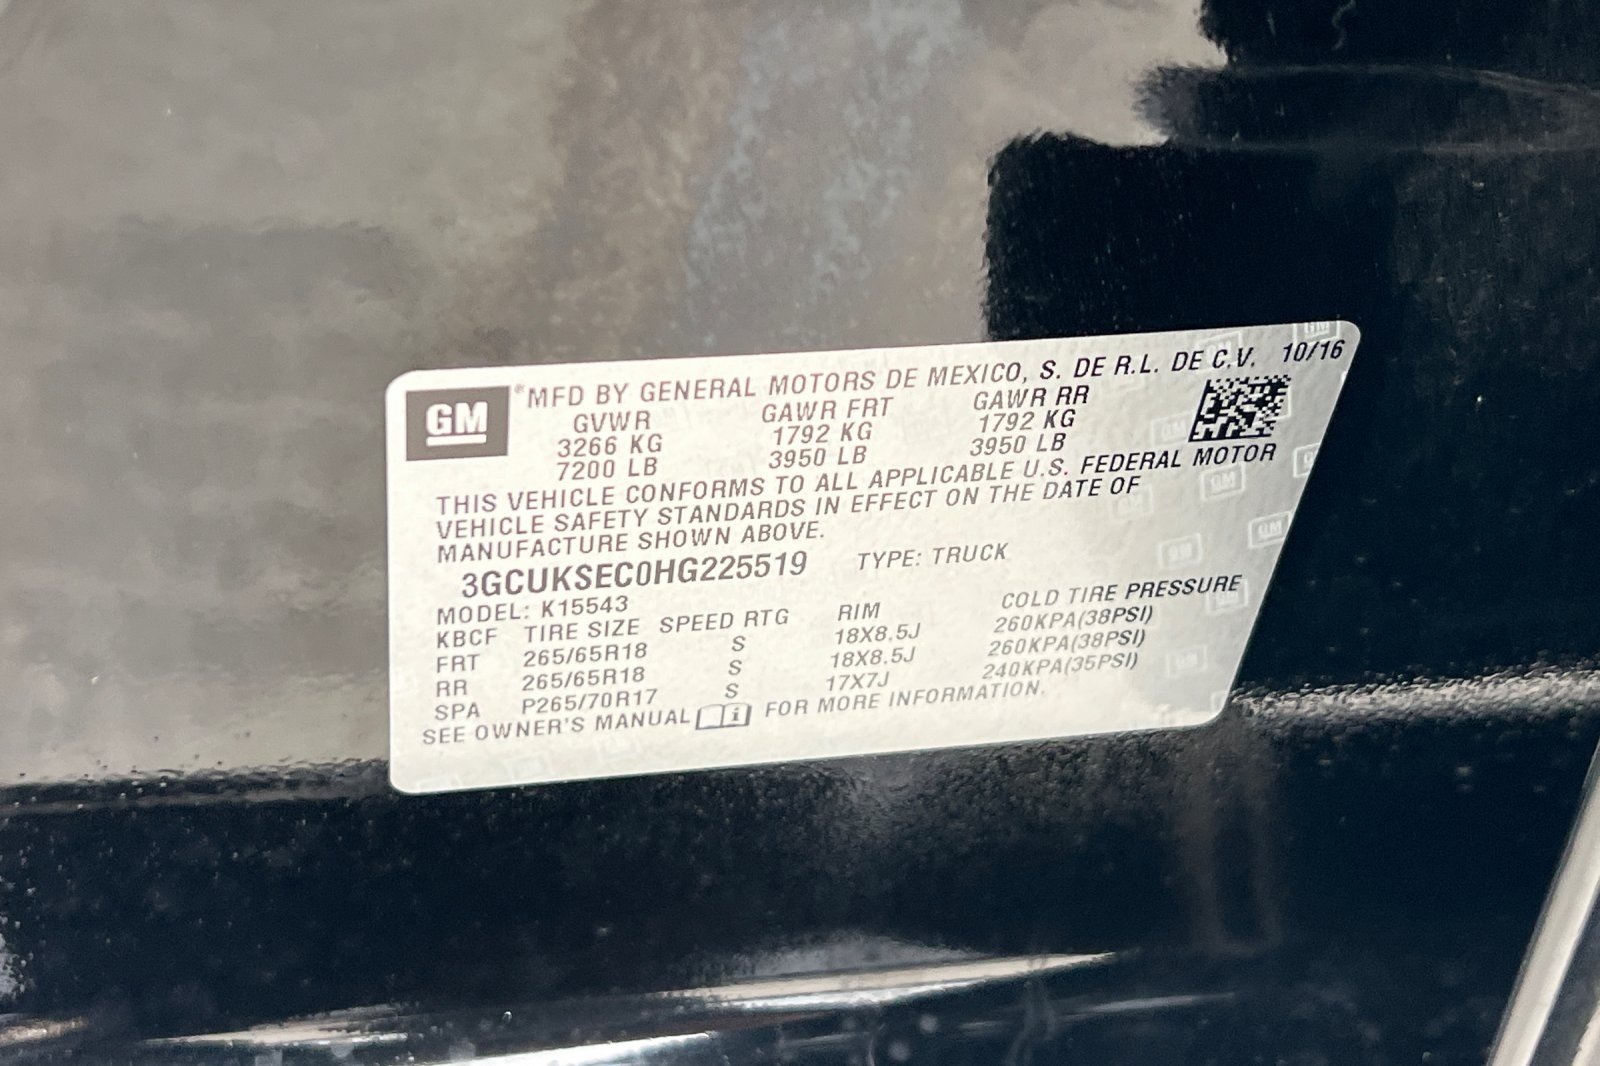 GM ®MFD BY GENERAL MOTORS DE MEXICO, S. DE R.L. DE C.V. 10/16
GVWR GAWR FRT GAWR RR
3266 KG 1792 KG 1792 KG
7200 LB 3950 LB 3950 LB
THIS VEHICLE CONFORMS TO ALL APPLICABLE U.S. FEDERAL MOTOR
VEHICLE SAFETY STANDARDS IN EFFECT ON THE DATE OF
MANUFACTURE SHOWN ABOVE.
3GCUKSEC0HG225519 TYPE: TRUCK
MODEL: K15543
KBCF TIRE SIZE SPEED RTG RIM COLD TIRE PRESSURE
FRT 265/65R18 S 18X8.5J 260KPA(38PSI)
RR 265/65R18 S 18X8.5J 260KPA(38PSI)
SPA P265/70R17 S 17X7J 240KPA(35PSI)
SEE OWNER'S MANUAL i FOR MORE INFORMATION.